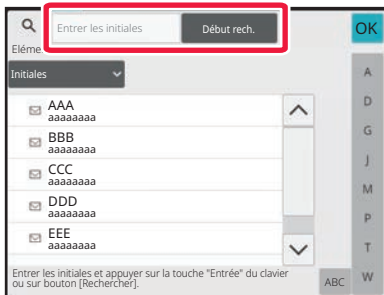 Entrer les initiales
Début rech.
OK
Eléme
Initiales
AAA
aaaaaaaa
BBB
aaaaaaaa
CCC
aaaaaaaa
DDD
aaaaaaaa
EEE
aaaaaaaa
A
D
G
J
M
P
T
W
Entrer les initiales et appuyer sur la touche "Entrée" du clavier
ou sur bouton [Rechercher].
ABC